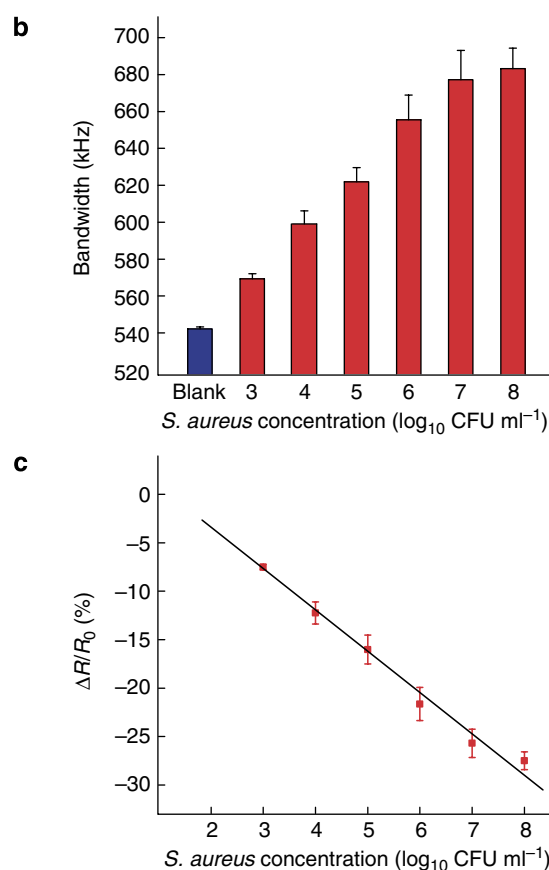 b
700
680
660
640
620
600
580
560
540
520
Bandwidth (kHz)
Blank 3 4 5 6 7 8
S. aureus concentration (log₁₀ CFU ml⁻¹)
c
0
–5
–10
–15
–20
–25
–30
ΔR/R₀ (%)
2 3 4 5 6 7 8
S. aureus concentration (log₁₀ CFU ml⁻¹)